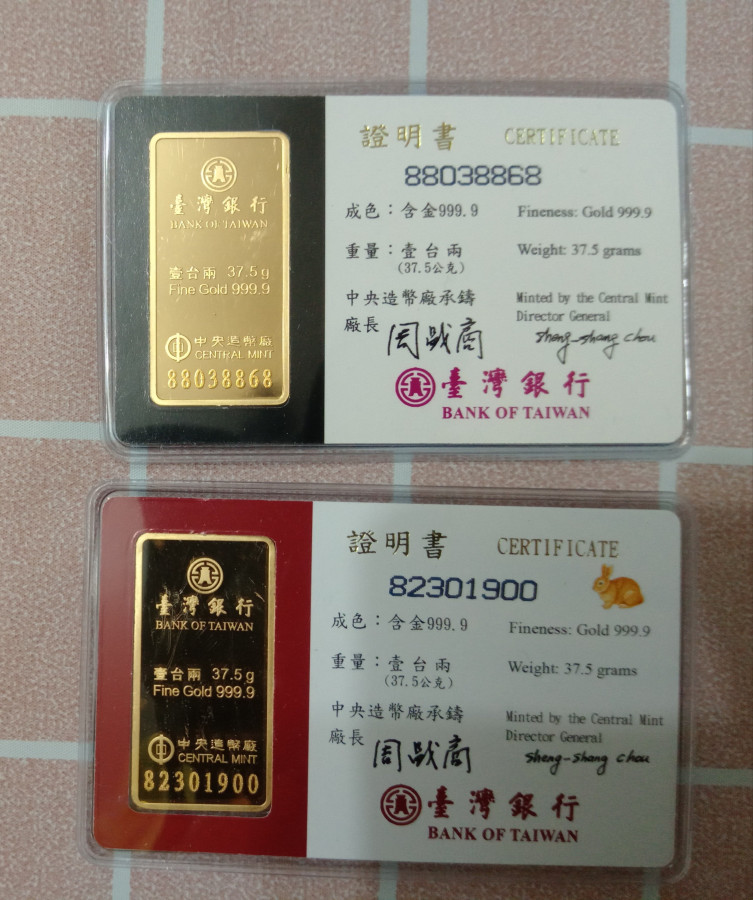 臺灣銀行
BANK OF TAIWAN
壹台兩 37.5g
Fine Gold 999.9
中央造幣廠
CENTRAL MINT
88038868
證明書 CERTIFICATE
88038868
成色：含金999.9 Fineness: Gold 999.9
重量：壹台兩 Weight: 37.5 grams
(37.5公克)
中央造幣廠承鑄 Minted by the Central Mint
廠長 Director General
Sheng-shang chou
臺灣銀行
BANK OF TAIWAN
臺灣銀行
BANK OF TAIWAN
壹台兩 37.5g
Fine Gold 999.9
中央造幣廠
CENTRAL MINT
82301900
證明書 CERTIFICATE
82301900
成色：含金999.9 Fineness: Gold 999.9
重量：壹台兩 Weight: 37.5 grams
(37.5公克)
中央造幣廠承鑄 Minted by the Central Mint
廠長 Director General
Sheng-Shang chou
臺灣銀行
BANK OF TAIWAN